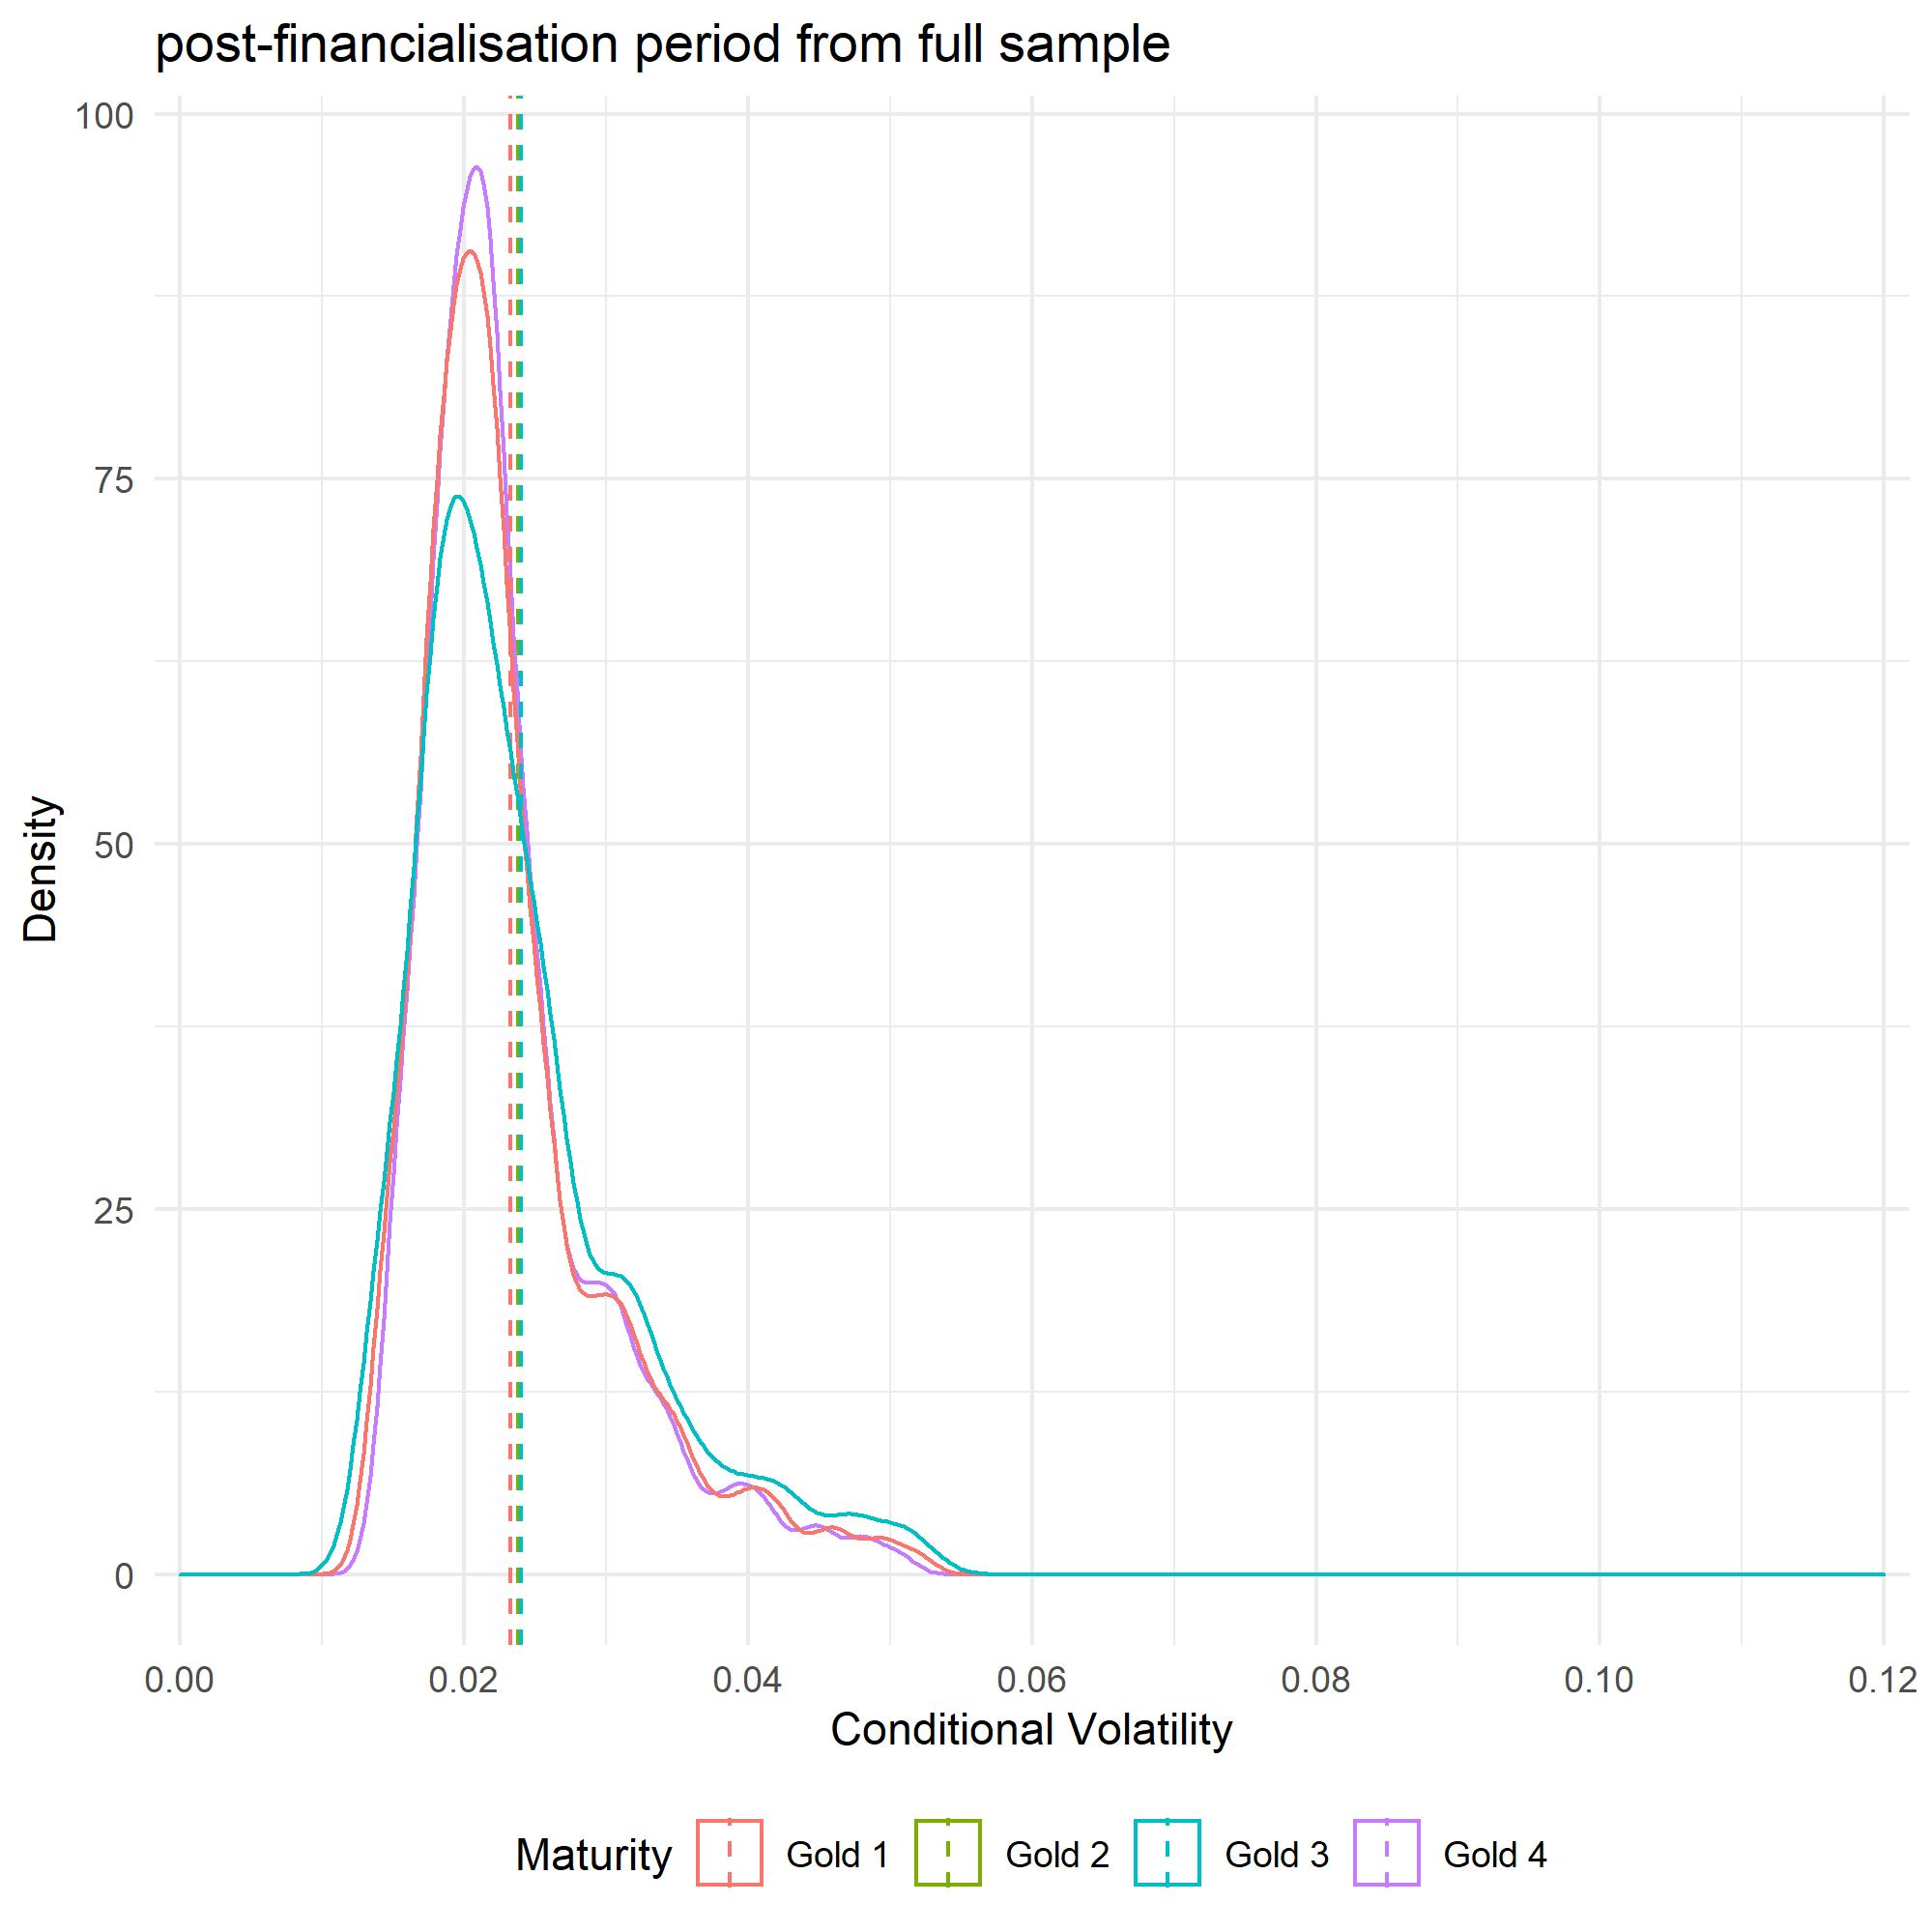 post-financialisation period from full sample
100
75
50
25
0
Density
0.00 0.02 0.04 0.06 0.08 0.10 0.12
Conditional Volatility
Maturity Gold 1 Gold 2 Gold 3 Gold 4